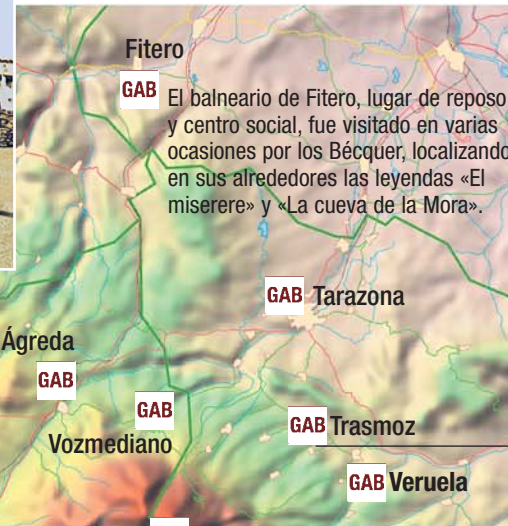 Fitero
GAB
El balneario de Fitero, lugar de reposo
y centro social, fue visitado en varias
ocasiones por los Bécquer, localizando
en sus alrededores las leyendas «El
miserere» y «La cueva de la Mora».
GAB Tarazona
Ágreda
GAB
GAB
Vozmediano
GAB Trasmoz
GAB Veruela